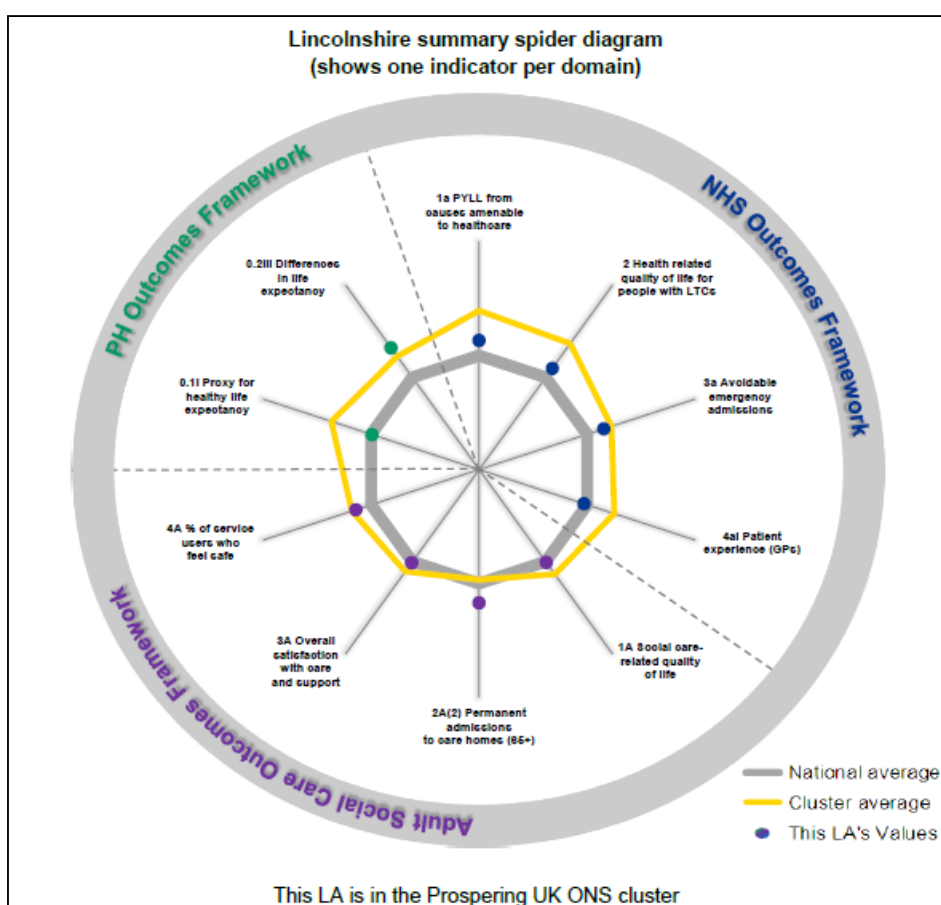 Lincolnshire summary spider diagram
(shows one indicator per domain)
PH Outcomes Framework
NHS Outcomes Framework
Adult Social Care Outcomes Framework
1a PYLL from
causes amenable
to healthcare
2 Health related
quality of life for
people with LTCs
3a Avoidable
emergency
admissions
4ai Patient
experience (GPs)
1A Social care-
related quality
of life
2A(2) Permanent
admissions
to care homes (65+)
3A Overall
satisfaction
with care
and support
4A % of service
users who
feel safe
0.1i Proxy for
healthy life
expectancy
0.2iii Differences
in life
expectancy
National average
Cluster average
This LA's Values
This LA is in the Prospering UK ONS cluster